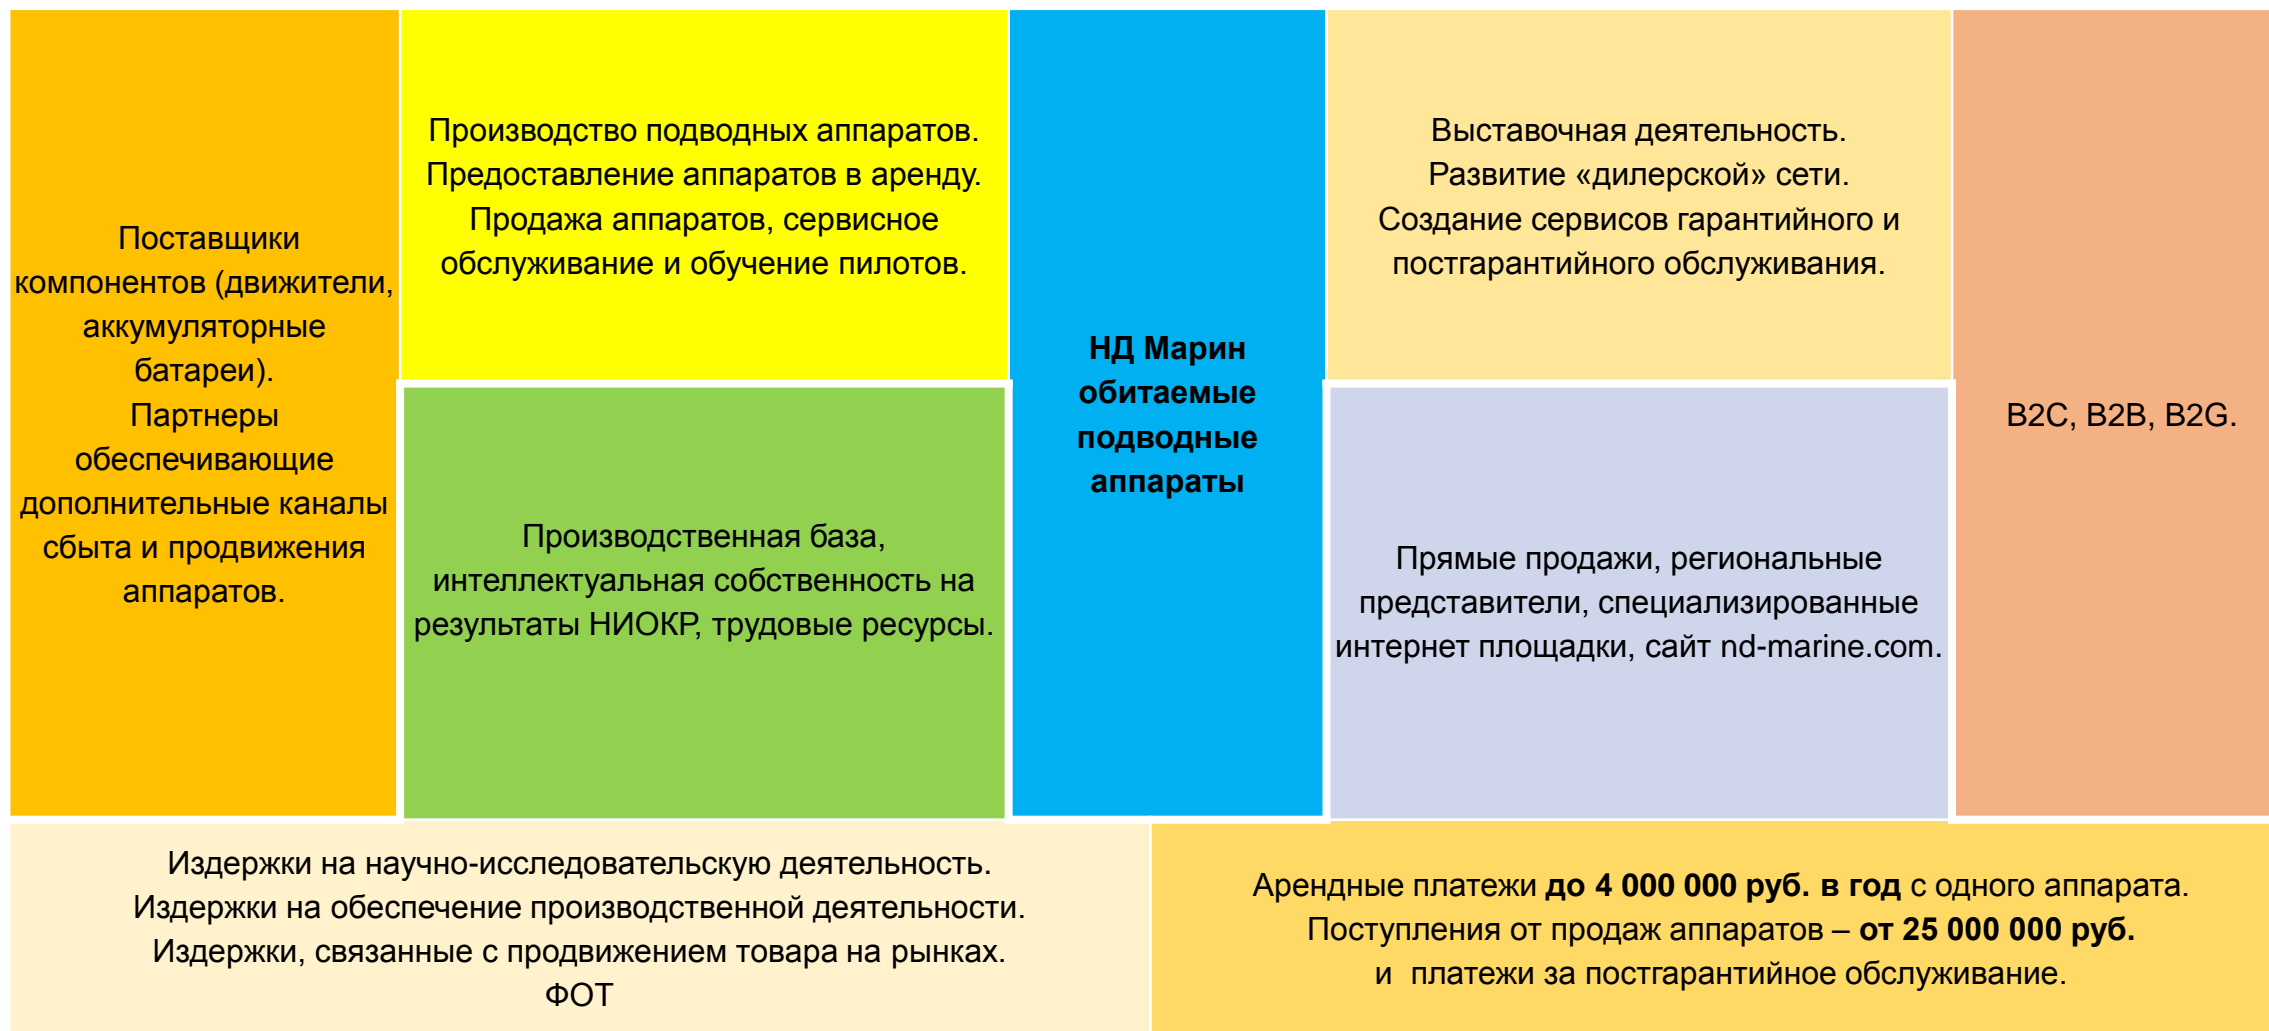 Поставщики
компонентов (движители,
аккумуляторные
батареи).
Партнеры
обеспечивающие
дополнительные каналы
сбыта и продвижения
аппаратов.
Производство подводных аппаратов.
Предоставление аппаратов в аренду.
Продажа аппаратов, сервисное
обслуживание и обучение пилотов.
Производственная база,
интеллектуальная собственность на
результаты НИОКР, трудовые ресурсы.
НД Марин
обитаемые
подводные
аппараты
Выставочная деятельность.
Развитие «дилерской» сети.
Создание сервисов гарантийного и
постгарантийного обслуживания.
Прямые продажи, региональные
представители, специализированные
интернет площадки, сайт nd-marine.com.
B2C, B2B, B2G.
Издержки на научно-исследовательскую деятельность.
Издержки на обеспечение производственной деятельности.
Издержки, связанные с продвижением товара на рынках.
ФОТ
Арендные платежи до 4 000 000 руб. в год с одного аппарата.
Поступления от продаж аппаратов – от 25 000 000 руб.
и  платежи за постгарантийное обслуживание.